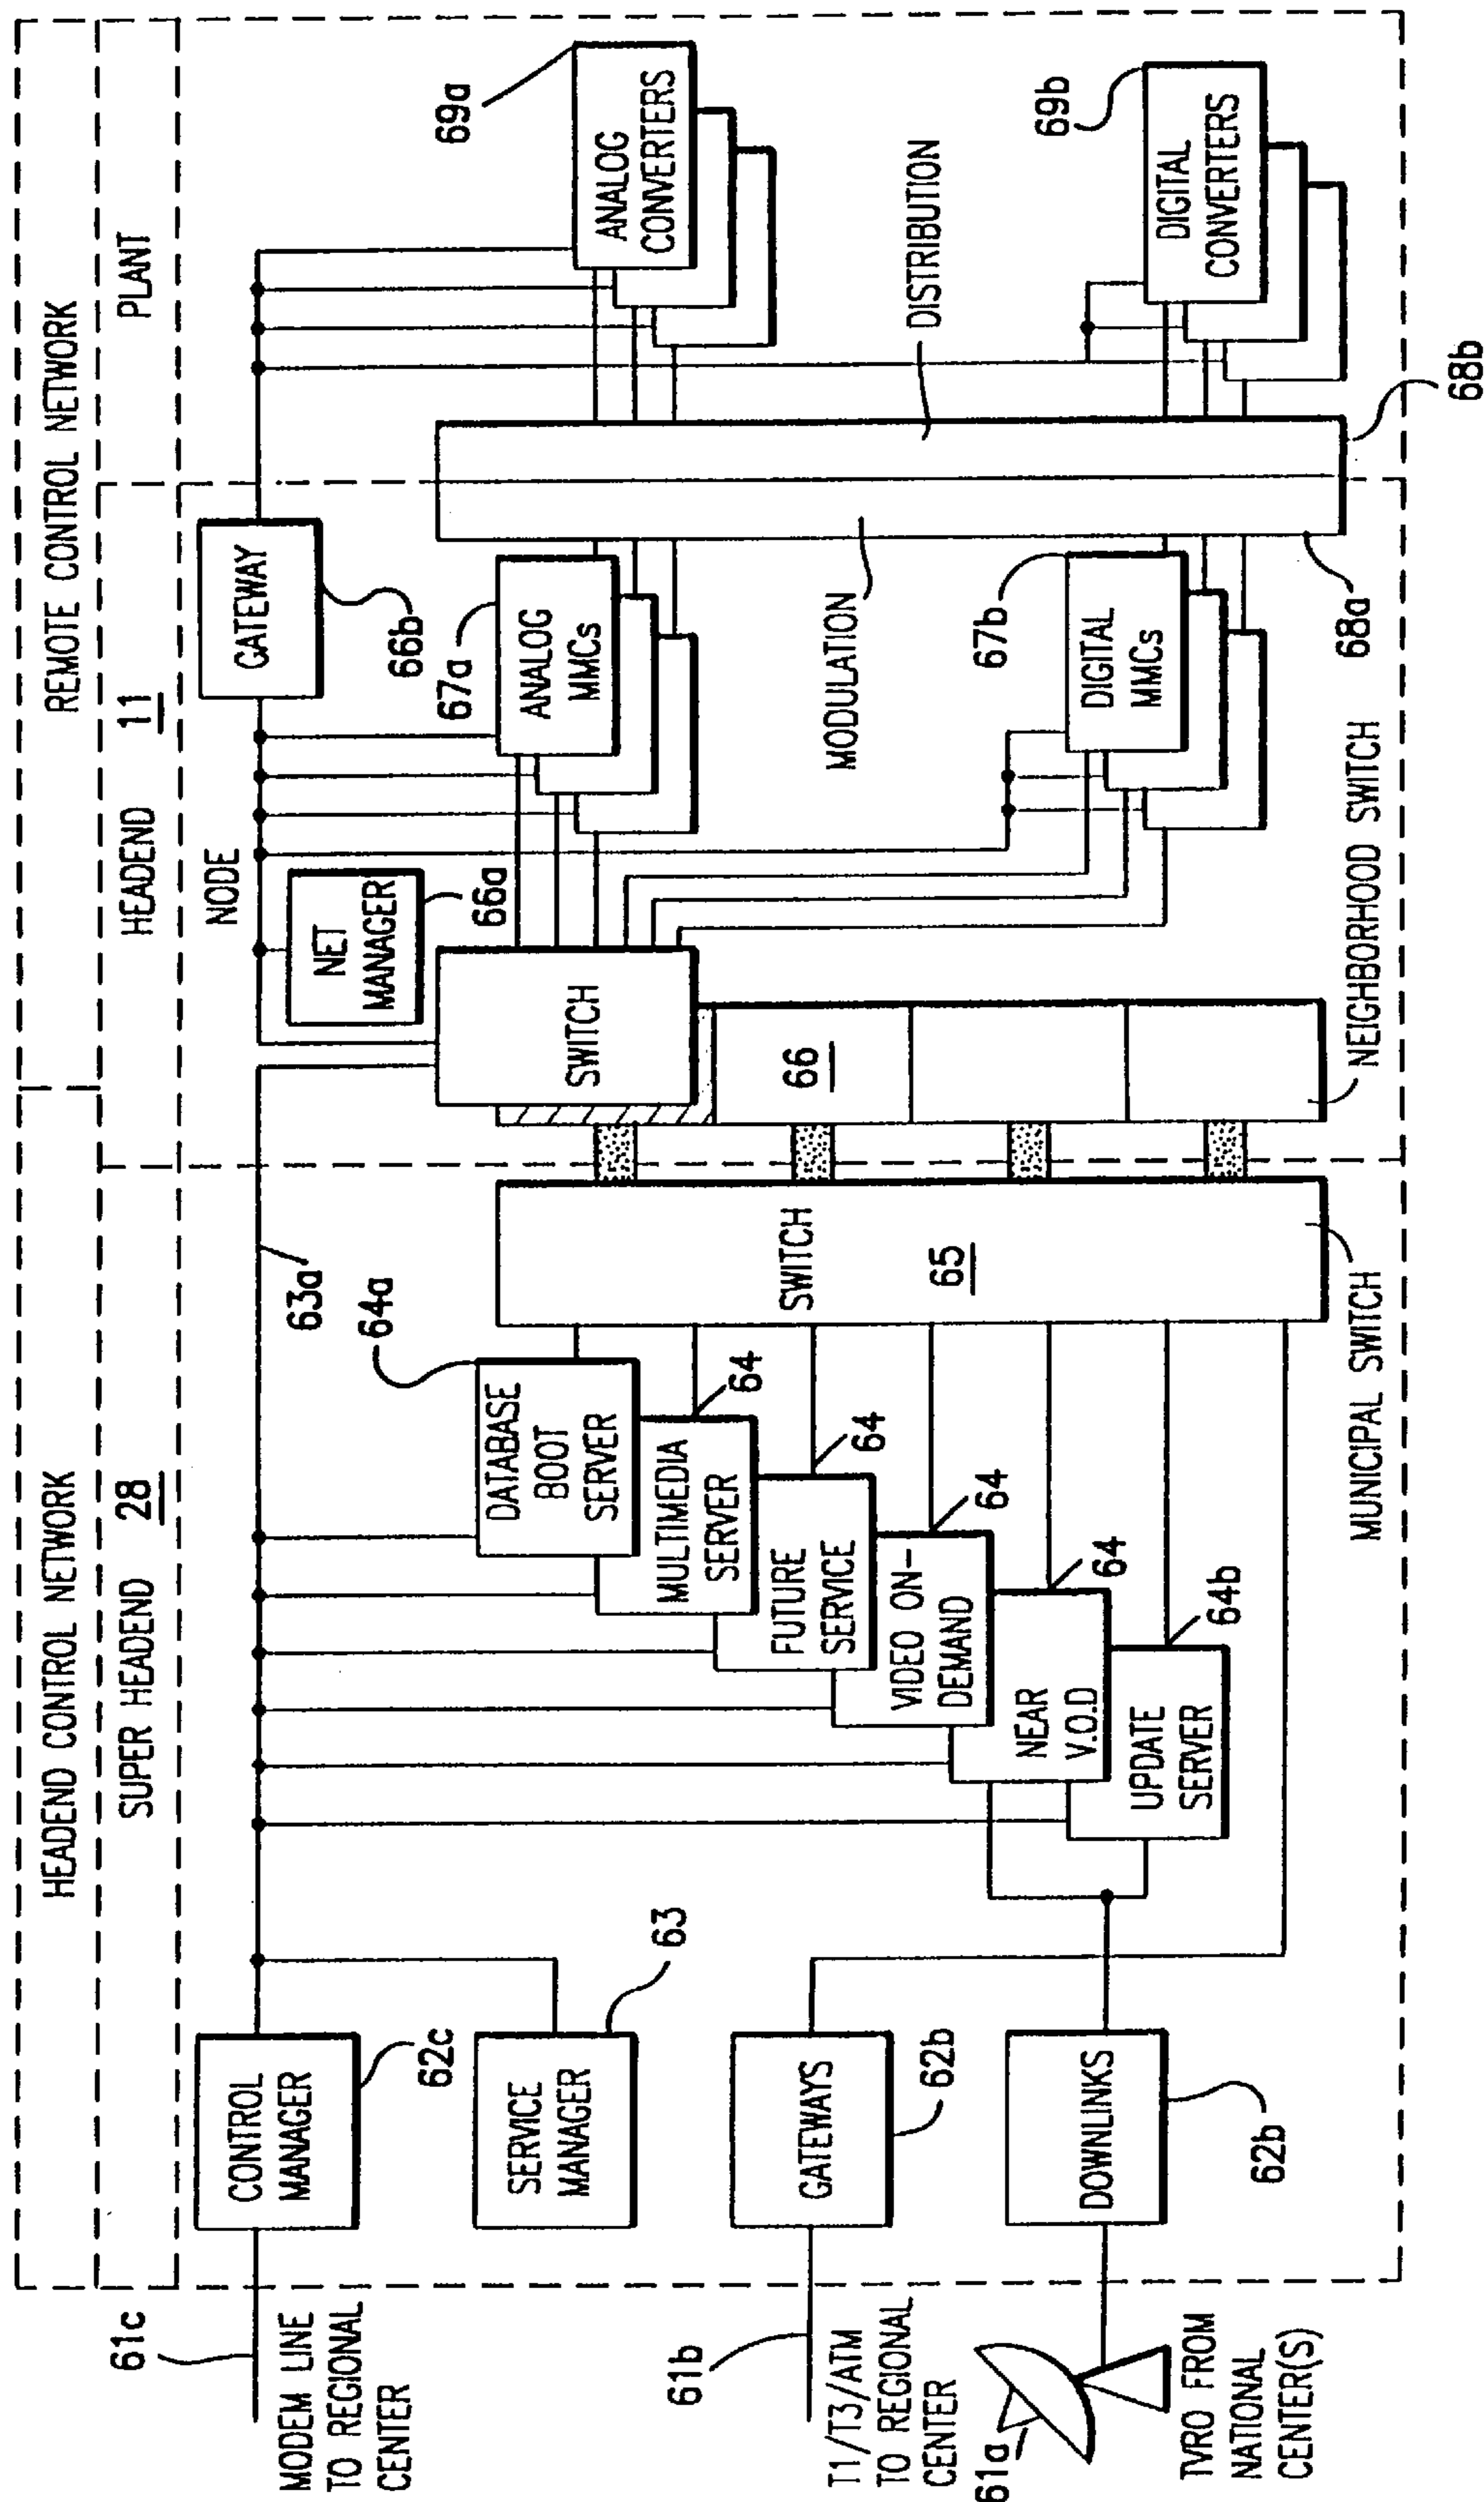 HEADEND CONTROL NETWORK
REMOTE CONTROL NETWORK
SUPER HEADEND
28
HEADEND
11
PLANT
NODE
61c
MODEM LINE
TO REGIONAL
CENTER
61b
T1/T3/ATM
TO REGIONAL
CENTER
61a
TVRO FROM
NATIONAL
CENTER(S)
CONTROL
MANAGER
62c
SERVICE
MANAGER
63
GATEWAYS
62b
DOWNLINKS
62b
63a
64a
DATABASE
BOOT
SERVER
MULTIMEDIA
SERVER
64
FUTURE
SERVICE
64
VIDEO ON-
DEMAND
64
NEAR
V.O.D
64
UPDATE
SERVER
64b
SWITCH
65
MUNICIPAL SWITCH
SWITCH
66
NEIGHBORHOOD SWITCH
NET
MANAGER
66a
GATEWAY
66b
67a
ANALOG
MMCs
67b
DIGITAL
MMCs
MODULATION
68a
DISTRIBUTION
68b
69a
ANALOG
CONVERTERS
69b
DIGITAL
CONVERTERS